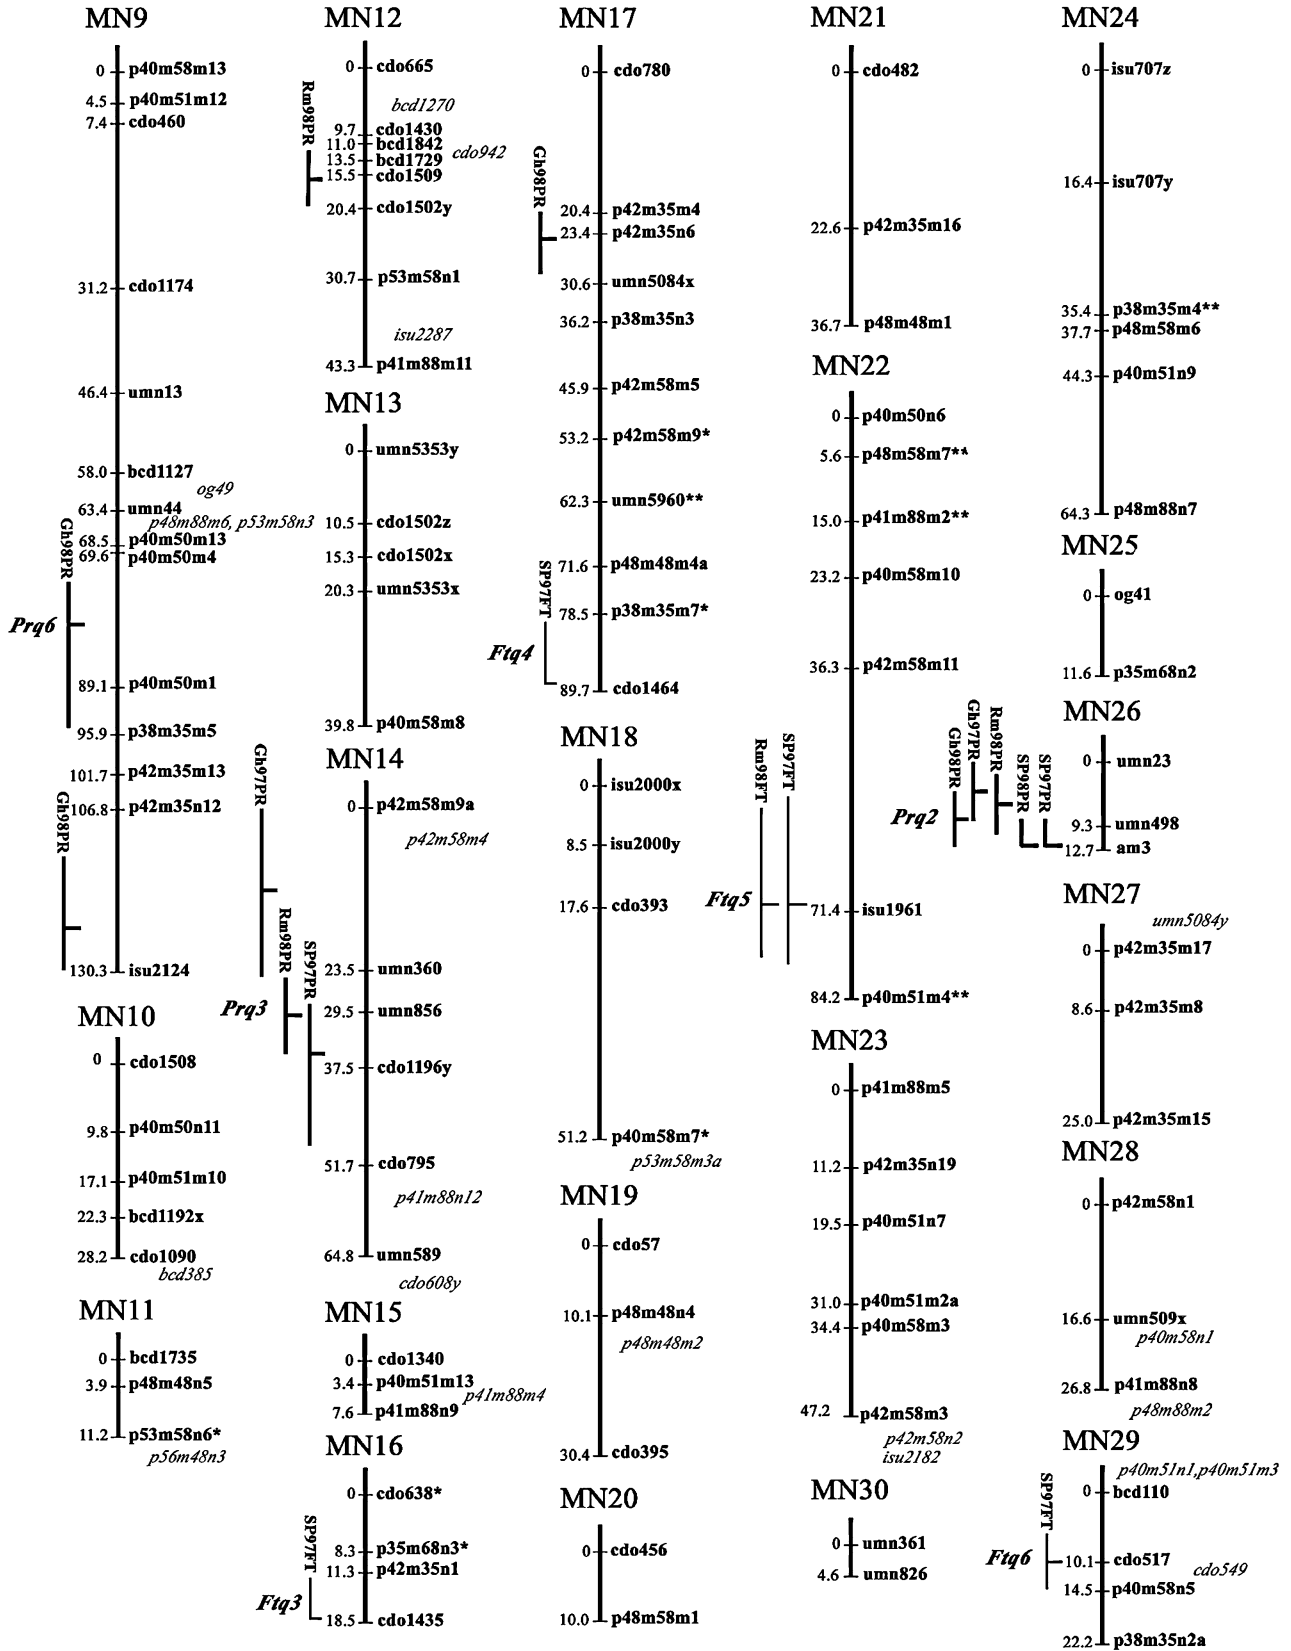 MN9
0 p40m58m13
4.5 p40m51m12
7.4 cdo460
31.2 cdo1174
46.4 umn13
58.0 bcd1127
og49
63.4 umn44
p48m88m6, p53m58n3
68.5 p40m50m13
69.6 p40m50m4
Gh98PR
Prq6
89.1 p40m50m1
95.9 p38m35m5
101.7 p42m35m13
106.8 p42m35n12
Gh98PR
130.3 isu2124
MN10
0 cdo1508
9.8 p40m50n11
17.1 p40m51m10
22.3 bcd1192x
28.2 cdo1090
bcd385
MN11
0 bcd1735
3.9 p48m48n5
11.2 p53m58n6*
p56m48n3
MN12
0 cdo665
Rm98PR
bcd1270
9.7 cdo1430
11.0 bcd1842
cdo942
13.5 bcd1729
15.5 cdo1509
20.4 cdo1502y
30.7 p53m58n1
isu2287
43.3 p41m88m11
MN13
0 umn5353y
10.5 cdo1502z
15.3 cdo1502x
20.3 umn5353x
39.8 p40m58m8
MN14
Gh97PR
0 p42m58m9a
p42m58m4
Rm98PR
SP97PR
Prq3
23.5 umn360
29.5 umn856
37.5 cdo1196y
51.7 cdo795
p41m88n12
64.8 umn589
cdo608y
MN15
0 cdo1340
3.4 p40m51m13
p41m88m4
7.6 p41m88n9
MN16
0 cdo638*
SP97FT
8.3 p35m68n3*
11.3 p42m35n1
Ftq3
18.5 cdo1435
MN17
0 cdo780
Gh98PR
20.4 p42m35m4
23.4 p42m35n6
30.6 umn5084x
36.2 p38m35n3
45.9 p42m58m5
53.2 p42m58m9*
62.3 umn5960**
71.6 p48m48m4a
SP97FT
78.5 p38m35m7*
Ftq4
89.7 cdo1464
MN18
0 isu2000x
8.5 isu2000y
17.6 cdo393
51.2 p40m58m7*
p53m58m3a
MN19
0 cdo57
10.1 p48m48n4
p48m48m2
30.4 cdo395
MN20
0 cdo456
10.0 p48m58m1
MN21
0 cdo482
22.6 p42m35m16
36.7 p48m48m1
MN22
0 p40m50n6
5.6 p48m58m7**
15.0 p41m88m2**
23.2 p40m58m10
36.3 p42m58m11
Rm98FT
SP97FT
Ftq5
71.4 isu1961
84.2 p40m51m4**
MN23
0 p41m88m5
11.2 p42m35n19
19.5 p40m51n7
31.0 p40m51m2a
34.4 p40m58m3
47.2 p42m58m3
p42m58n2
isu2182
MN30
0 umn361
4.6 umn826
MN24
0 isu707z
16.4 isu707y
35.4 p38m35m4**
37.7 p48m58m6
44.3 p40m51n9
64.3 p48m88n7
MN25
0 og41
11.6 p35m68n2
MN26
Gh98PR
Gh97PR
Rm98PR
SP98PR
SP97PR
Prq2
0 umn23
9.3 umn498
12.7 am3
MN27
umn5084y
0 p42m35m17
8.6 p42m35m8
25.0 p42m35m15
MN28
0 p42m58n1
16.6 umn509x
p40m58n1
26.8 p41m88n8
p48m88m2
MN29
p40m51n1,p40m51m3
0 bcd110
SP97FT
Ftq6
10.1 cdo517
cdo549
14.5 p40m58n5
22.2 p38m35n2a